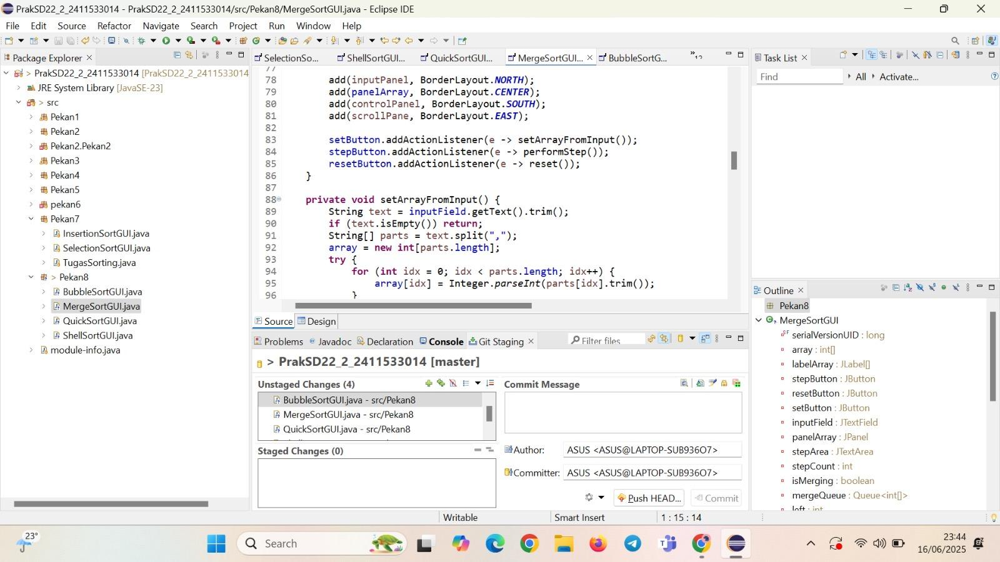 PrakSD22_2_2411533014 - PrakSD22_2_2411533014/src/Pekan8/MergeSortGUI.java - Eclipse IDE
File Edit Source Refactor Navigate Search Project Run Window Help
Package Explorer
> PrakSD22_2_2411533014 [PrakSD22_2_2411533014
JRE System Library [JavaSE-23]
> src
Pekan1
Pekan2
Pekan2.Pekan2
Pekan3
Pekan4
Pekan5
pekan6
Pekan7
InsertionSortGUI.java
SelectionSortGUI.java
TugasSorting.java
> Pekan8
BubbleSortGUI.java
MergeSortGUI.java
QuickSortGUI.java
ShellSortGUI.java
module-info.java
SelectionSo... ShellSortGUI... QuickSortGUI... MergeSortGUI... BubbleSortG... »12
77
78 add(inputPanel, BorderLayout.NORTH);
79 add(panelArray, BorderLayout.CENTER);
80 add(controlPanel, BorderLayout.SOUTH);
81 add(scrollPane, BorderLayout.EAST);
82
83 setButton.addActionListener(e -> setArrayFromInput());
84 stepButton.addActionListener(e -> performStep());
85 resetButton.addActionListener(e -> reset());
86 }
87
88 private void setArrayFromInput() {
89 String text = inputField.getText().trim();
90 if (text.isEmpty()) return;
91 String[] parts = text.split(",");
92 array = new int[parts.length];
93 try {
94 for (int idx = 0; idx < parts.length; idx++) {
95 array[idx] = Integer.parseInt(parts[idx].trim());
96 }
Source Design
Problems Javadoc Declaration Console Git Staging
Filter files
> PrakSD22_2_2411533014 [master]
Unstaged Changes (4)
BubbleSortGUI.java - src/Pekan8
MergeSortGUI.java - src/Pekan8
QuickSortGUI.java - src/Pekan8
Staged Changes (0)
Commit Message
Author: ASUS <ASUS@LAPTOP-SUB936O7>
Committer: ASUS <ASUS@LAPTOP-SUB936O7>
Push HEAD... Commit
Task List
Find All Activate...
Outline
Pekan8
MergeSortGUI
serialVersionUID : long
array : int[]
labelArray : JLabel[]
stepButton : JButton
resetButton : JButton
setButton : JButton
inputField : JTextField
panelArray : JPanel
stepArea : JTextArea
stepCount : int
isMerging : boolean
mergeQueue : Queue<int[]>
left : int
Writable Smart Insert 1 : 15 : 14
23°
Search
23:44
16/06/2025